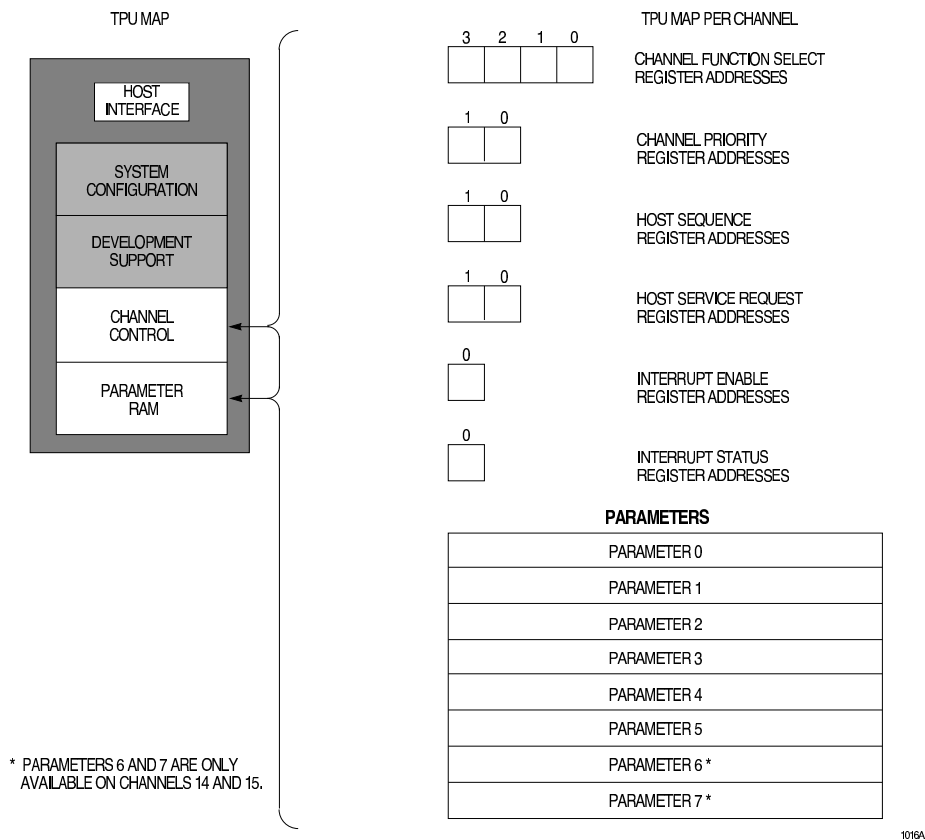 TPU MAP
HOST
INTERFACE
SYSTEM
CONFIGURATION
DEVELOPMENT
SUPPORT
CHANNEL
CONTROL
PARAMETER
RAM
* PARAMETERS 6 AND 7 ARE ONLY
AVAILABLE ON CHANNELS 14 AND 15.
TPU MAP PER CHANNEL
3 2 1 0
CHANNEL FUNCTION SELECT
REGISTER ADDRESSES
1 0
CHANNEL PRIORITY
REGISTER ADDRESSES
1 0
HOST SEQUENCE
REGISTER ADDRESSES
1 0
HOST SERVICE REQUEST
REGISTER ADDRESSES
0
INTERRUPT ENABLE
REGISTER ADDRESSES
0
INTERRUPT STATUS
REGISTER ADDRESSES
PARAMETERS
PARAMETER 0
PARAMETER 1
PARAMETER 2
PARAMETER 3
PARAMETER 4
PARAMETER 5
PARAMETER 6 *
PARAMETER 7 *
1016A